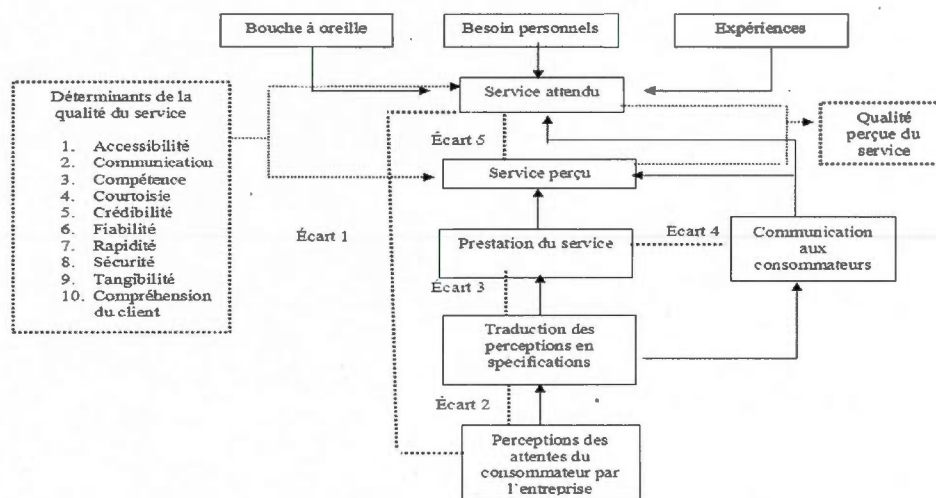 Bouche à oreille
Besoin personnels
Expériences
Déterminants de la
qualité du service
1. Accessibilité
2. Communication
3. Compétence
4. Courtoisie
5. Crédibilité
6. Fiabilité
7. Rapidité
8. Sécurité
9. Tangibilité
10. Compréhension
du client
Service attendu
Écart 5
Qualité
perçue du
service
Service perçu
Écart 1
Prestation du service
Écart 4
Communication
aux
consommateurs
Écart 3
Traduction des
perceptions en
spécifications
Écart 2
Perceptions des
attentes du
consommateur par
l'entreprise